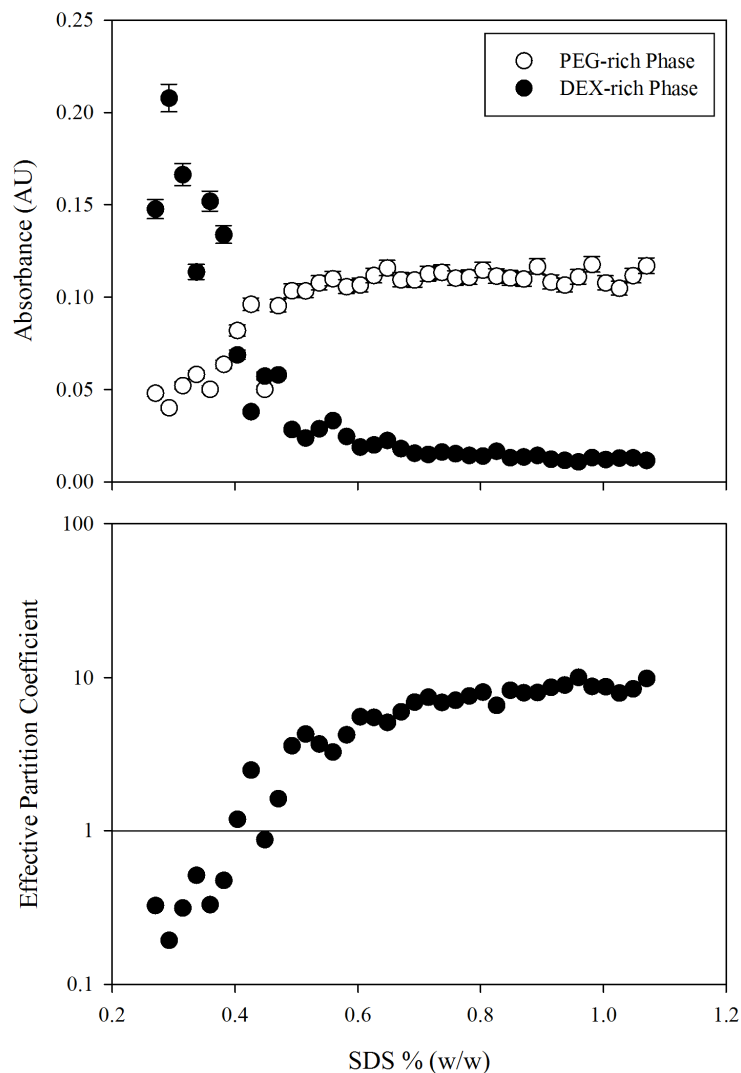 0.25
0.20
0.15
0.10
0.05
0.00
Absorbance (AU)
PEG-rich Phase
DEX-rich Phase
100
10
1
0.1
Effective Partition Coefficient
0.2 0.4 0.6 0.8 1.0 1.2
SDS % (w/w)